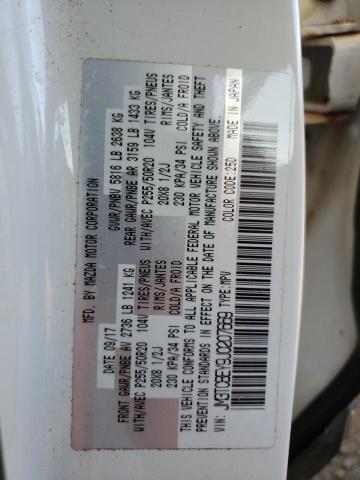 MFD. BY MAZDA MOTOR CORPORATION
DATE 09/17 GVWR/PNBV 5816 LB 2638 KG
FRONT GAWR/PNBE AV 2736 LB 1241 KG REAR GAWR/PNBE AR 3159 LB 1433 KG
WITH/AVEC P255/50R20 104V TIRES/PNEUS WITH/AVEC P255/50R20 104V TIRES/PNEUS
20X8 1/2J RIMS/JANTES 20X8 1/2J RIMS/JANTES
230 KPA/34 PSI COLD/A FROID 230 KPA/34 PSI COLD/A FROID
THIS VEHICLE CONFORMS TO ALL APPLICABLE FEDERAL MOTOR VEHICLE SAFETY AND THEFT
PREVENTION STANDARDS IN EFFECT ON THE DATE OF MANUFACTURE SHOWN ABOVE.
VIN: TYPE:MPV COLOR CODE:25D MADE IN JAPAN